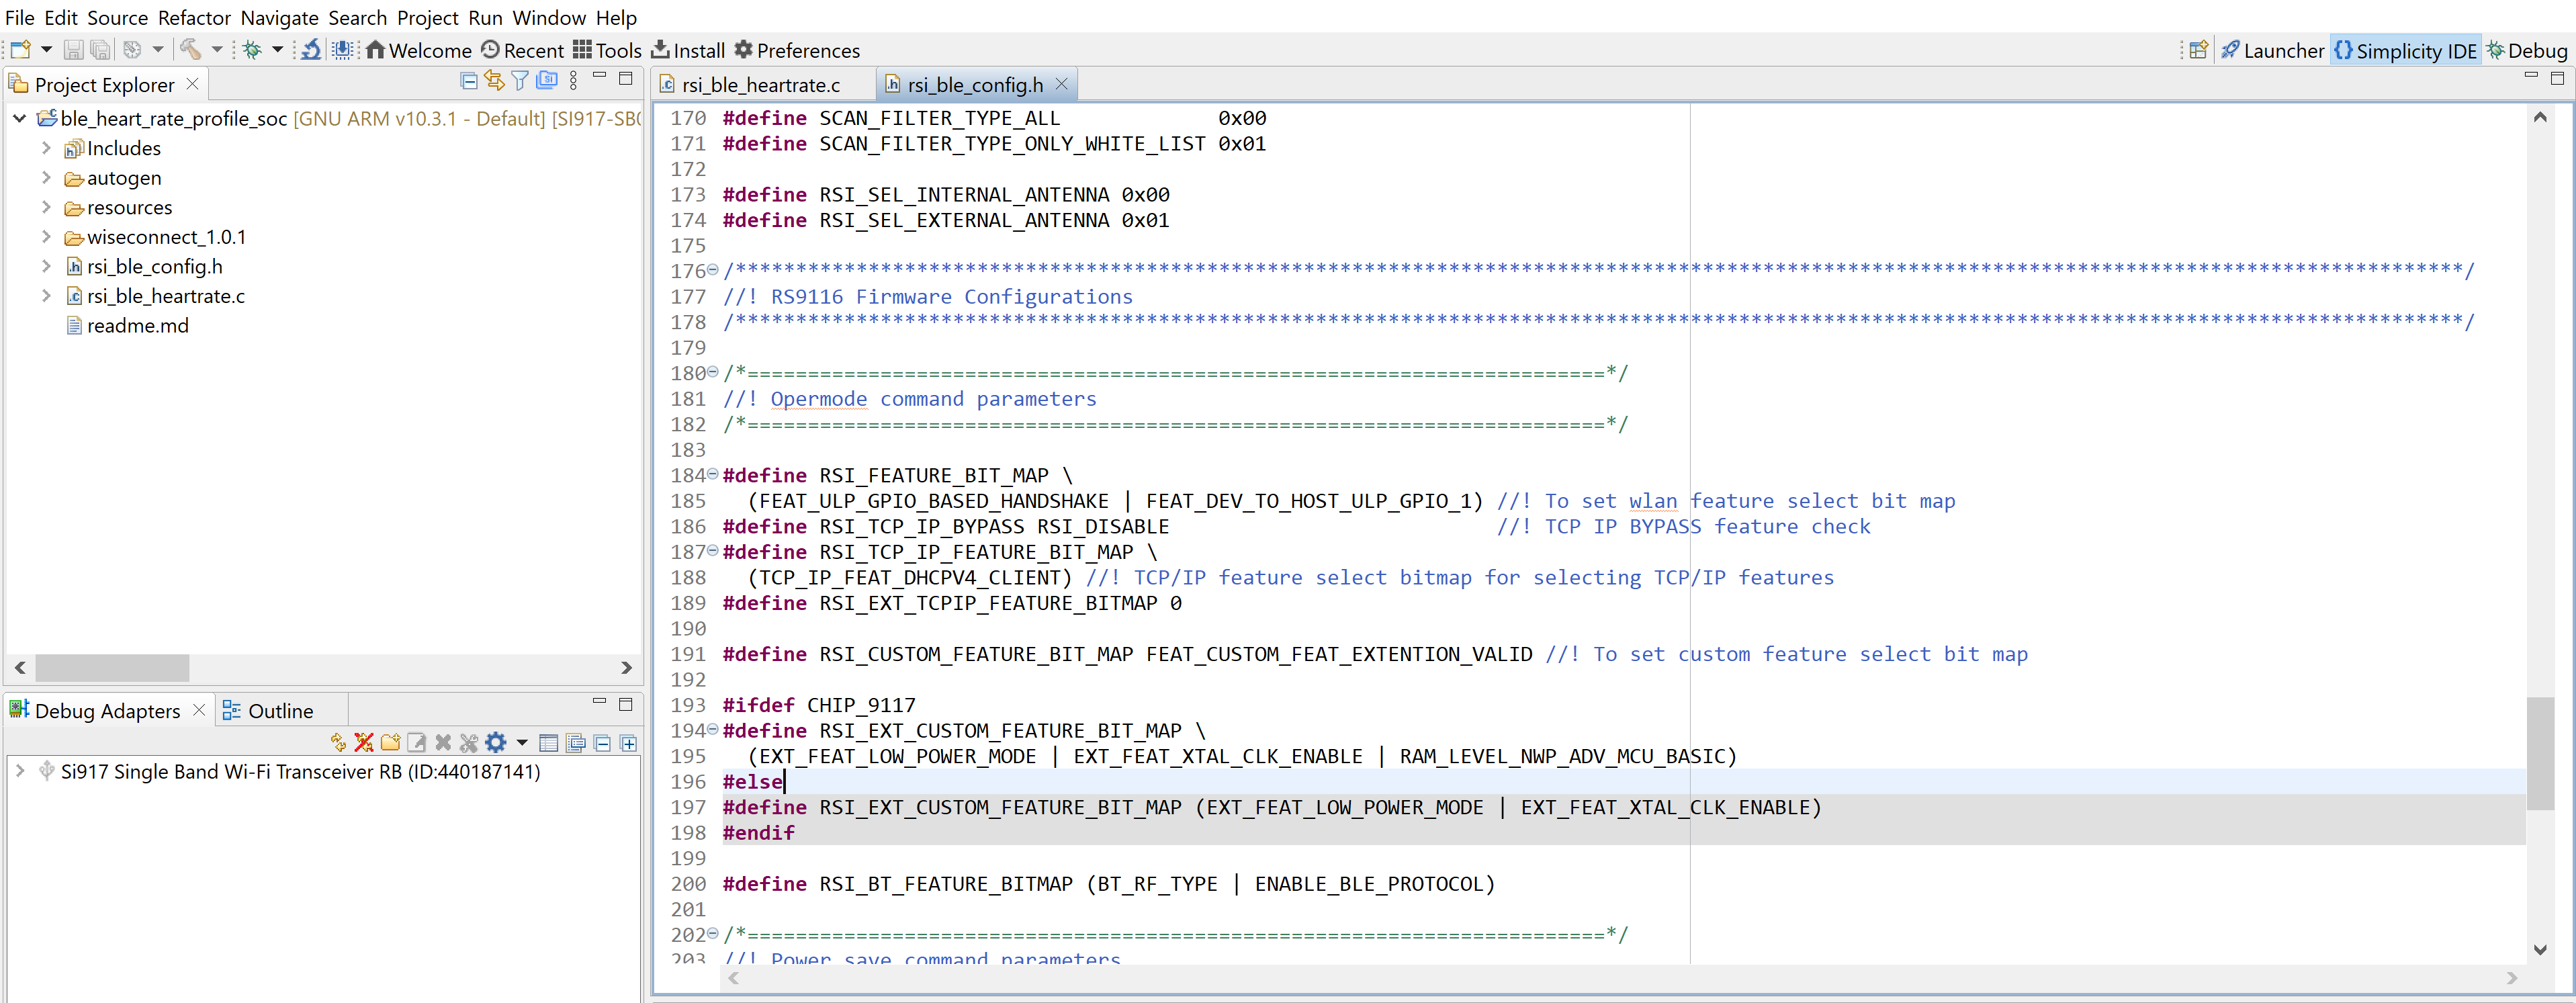 File Edit Source Refactor Navigate Search Project Run Window Help
Welcome Recent Tools Install Preferences Launcher Simplicity IDE Debug
Project Explorer
ble_heart_rate_profile_soc [GNU ARM v10.3.1 - Default] [SI917-SB
Includes
autogen
resources
wiseconnect_1.0.1
rsi_ble_config.h
rsi_ble_heartrate.c
readme.md
Debug Adapters Outline
Si917 Single Band Wi-Fi Transceiver RB (ID:440187141)
rsi_ble_heartrate.c rsi_ble_config.h
170 #define SCAN_FILTER_TYPE_ALL 0x00
171 #define SCAN_FILTER_TYPE_ONLY_WHITE_LIST 0x01
172
173 #define RSI_SEL_INTERNAL_ANTENNA 0x00
174 #define RSI_SEL_EXTERNAL_ANTENNA 0x01
175
176 /***********************************************************************************************************************************************/
177 //! RS9116 Firmware Configurations
178 /***********************************************************************************************************************************************/
179
180 /*=======================================================================*/
181 //! Opermode command parameters
182 /*=======================================================================*/
183
184 #define RSI_FEATURE_BIT_MAP \
185 (FEAT_ULP_GPIO_BASED_HANDSHAKE | FEAT_DEV_TO_HOST_ULP_GPIO_1) //! To set wlan feature select bit map
186 #define RSI_TCP_IP_BYPASS RSI_DISABLE //! TCP IP BYPASS feature check
187 #define RSI_TCP_IP_FEATURE_BIT_MAP \
188 (TCP_IP_FEAT_DHCPV4_CLIENT) //! TCP/IP feature select bitmap for selecting TCP/IP features
189 #define RSI_EXT_TCPIP_FEATURE_BITMAP 0
190
191 #define RSI_CUSTOM_FEATURE_BIT_MAP FEAT_CUSTOM_FEAT_EXTENTION_VALID //! To set custom feature select bit map
192
193 #ifdef CHIP_9117
194 #define RSI_EXT_CUSTOM_FEATURE_BIT_MAP \
195 (EXT_FEAT_LOW_POWER_MODE | EXT_FEAT_XTAL_CLK_ENABLE | RAM_LEVEL_NWP_ADV_MCU_BASIC)
196 #else
197 #define RSI_EXT_CUSTOM_FEATURE_BIT_MAP (EXT_FEAT_LOW_POWER_MODE | EXT_FEAT_XTAL_CLK_ENABLE)
198 #endif
199
200 #define RSI_BT_FEATURE_BITMAP (BT_RF_TYPE | ENABLE_BLE_PROTOCOL)
201
202 /*=======================================================================*/
203 //! Power save command parameters